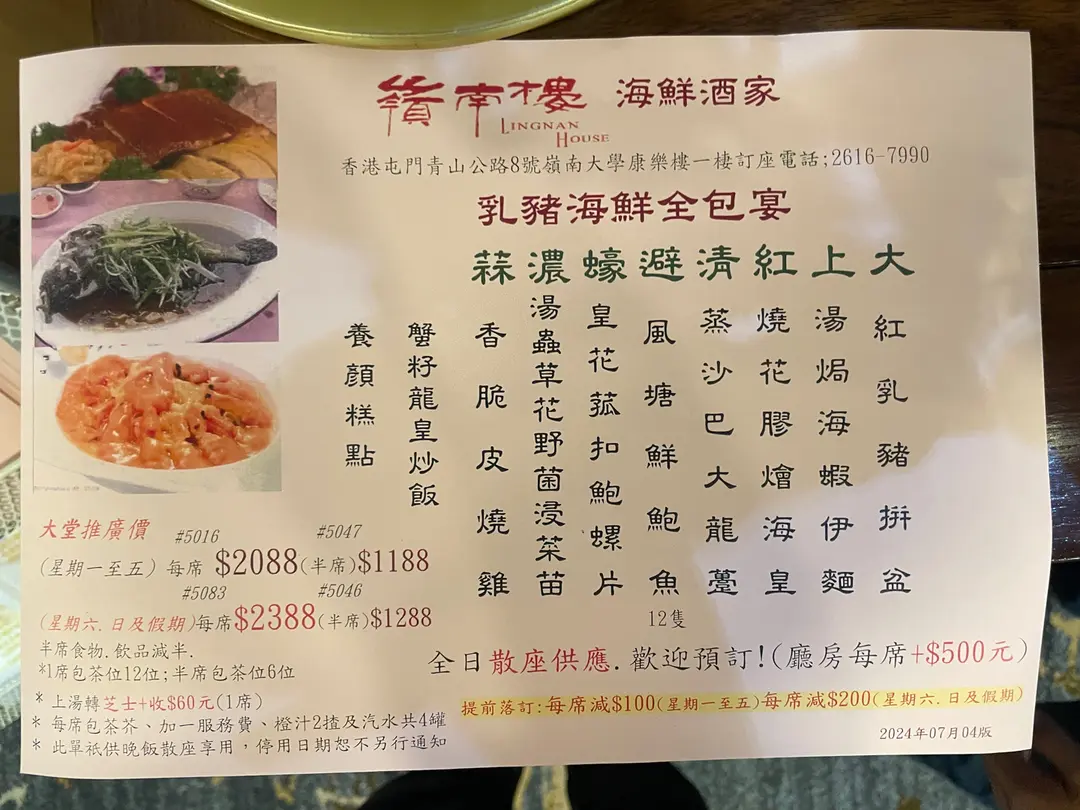 嶺南樓 海鮮酒家
LINGNAN HOUSE
香港屯門青山公路8號嶺南大學康樂樓一樓訂座電話;2616-7990
乳豬海鮮全包宴
大紅乳豬拼盆
上湯焗海蝦伊麵
紅燒花膠燴海皇
清蒸沙巴大龍躉
避風塘鮮鮑魚
12隻
蠔皇花菰扣鮑螺片
濃湯蟲草花野菌浸菜苗
蒜香脆皮燒雞
蟹籽龍皇炒飯
養顏糕點
大堂推廣價 #5016 #5047
(星期一至五) 每席 $2088(半席)$1188
#5083 #5046
(星期六.日及假期)每席$2388(半席)$1288
半席食物.飲品減半.
*1席包茶位12位;半席包茶位6位
* 上湯轉芝士+收$60元(1席)
* 每席包茶芥、加一服務費、橙汁2揸及汽水共4罐
* 此單祇供晚飯散座享用，停用日期恕不另行通知
全日散座供應.歡迎預訂!(廳房每席+$500元)
提前落訂:每席減$100(星期一至五)每席減$200(星期六.日及假期)
2024年07月04版